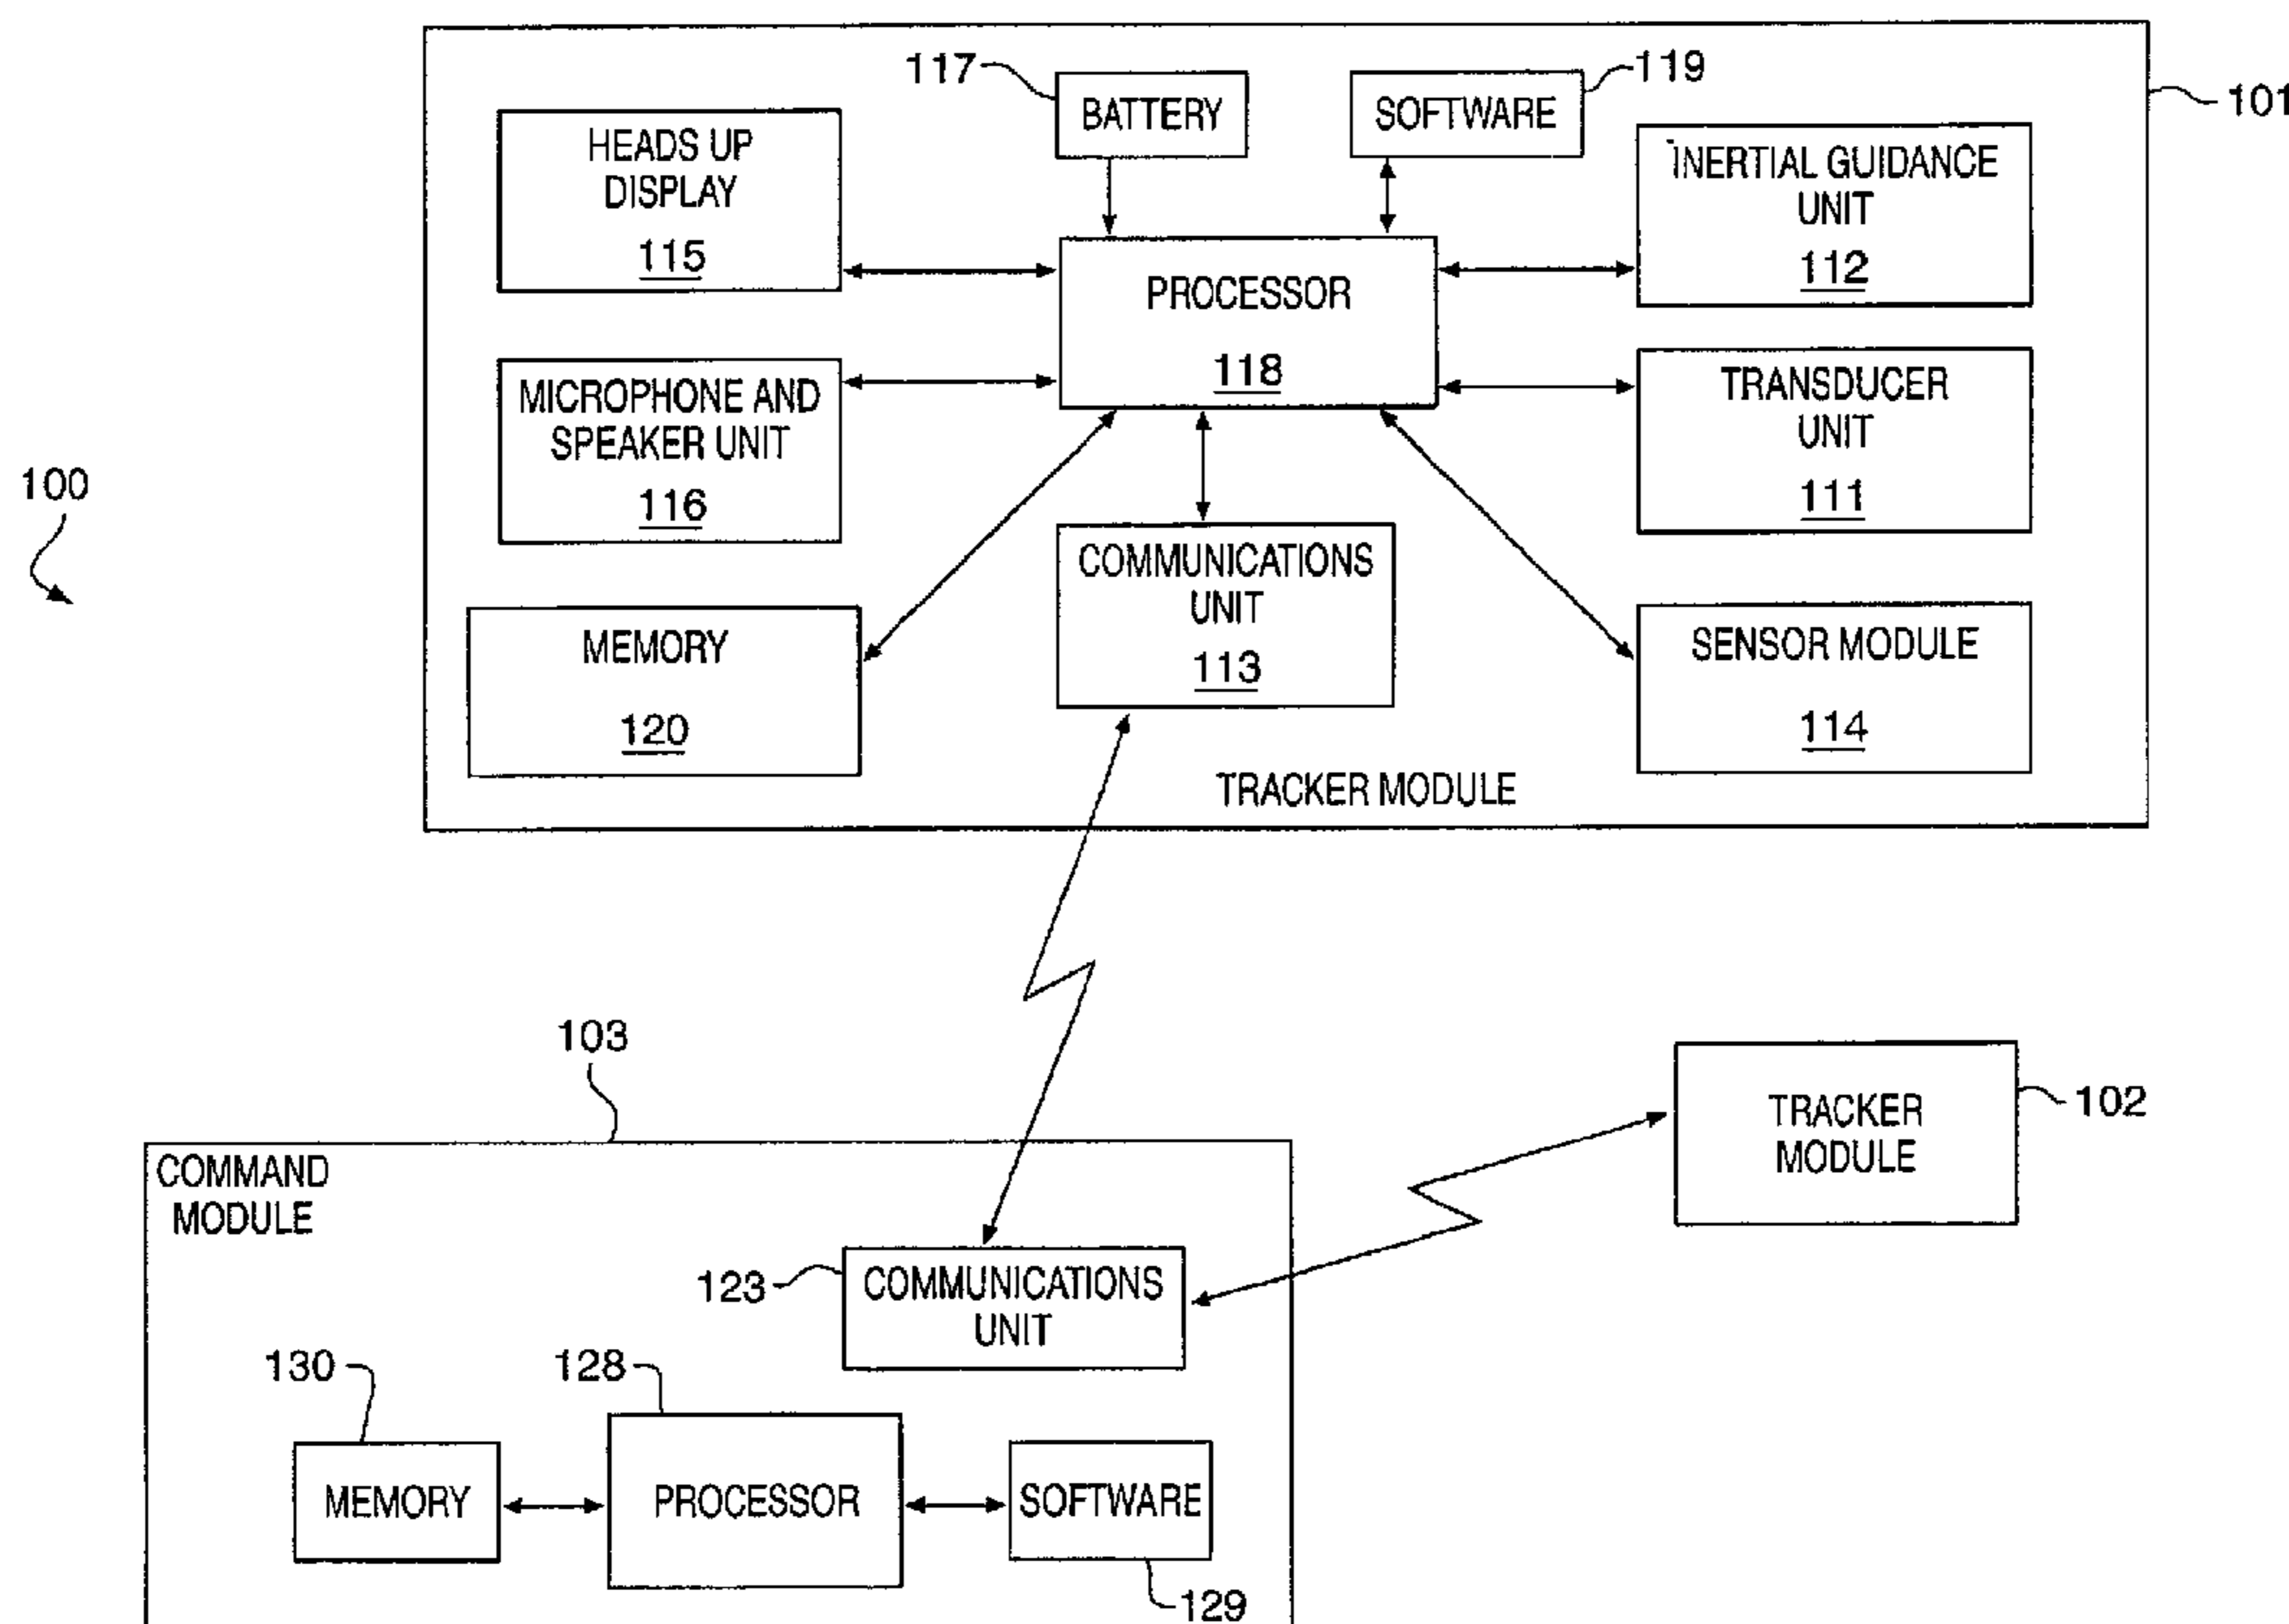 117
BATTERY
SOFTWARE
119
101
HEADS UP
DISPLAY
115
INERTIAL GUIDANCE
UNIT
112
PROCESSOR
118
MICROPHONE AND
SPEAKER UNIT
116
TRANSDUCER
UNIT
111
100
COMMUNICATIONS
UNIT
113
MEMORY
120
SENSOR MODULE
114
TRACKER MODULE
103
TRACKER
MODULE
102
COMMAND
MODULE
123
COMMUNICATIONS
UNIT
130
128
MEMORY
PROCESSOR
SOFTWARE
129